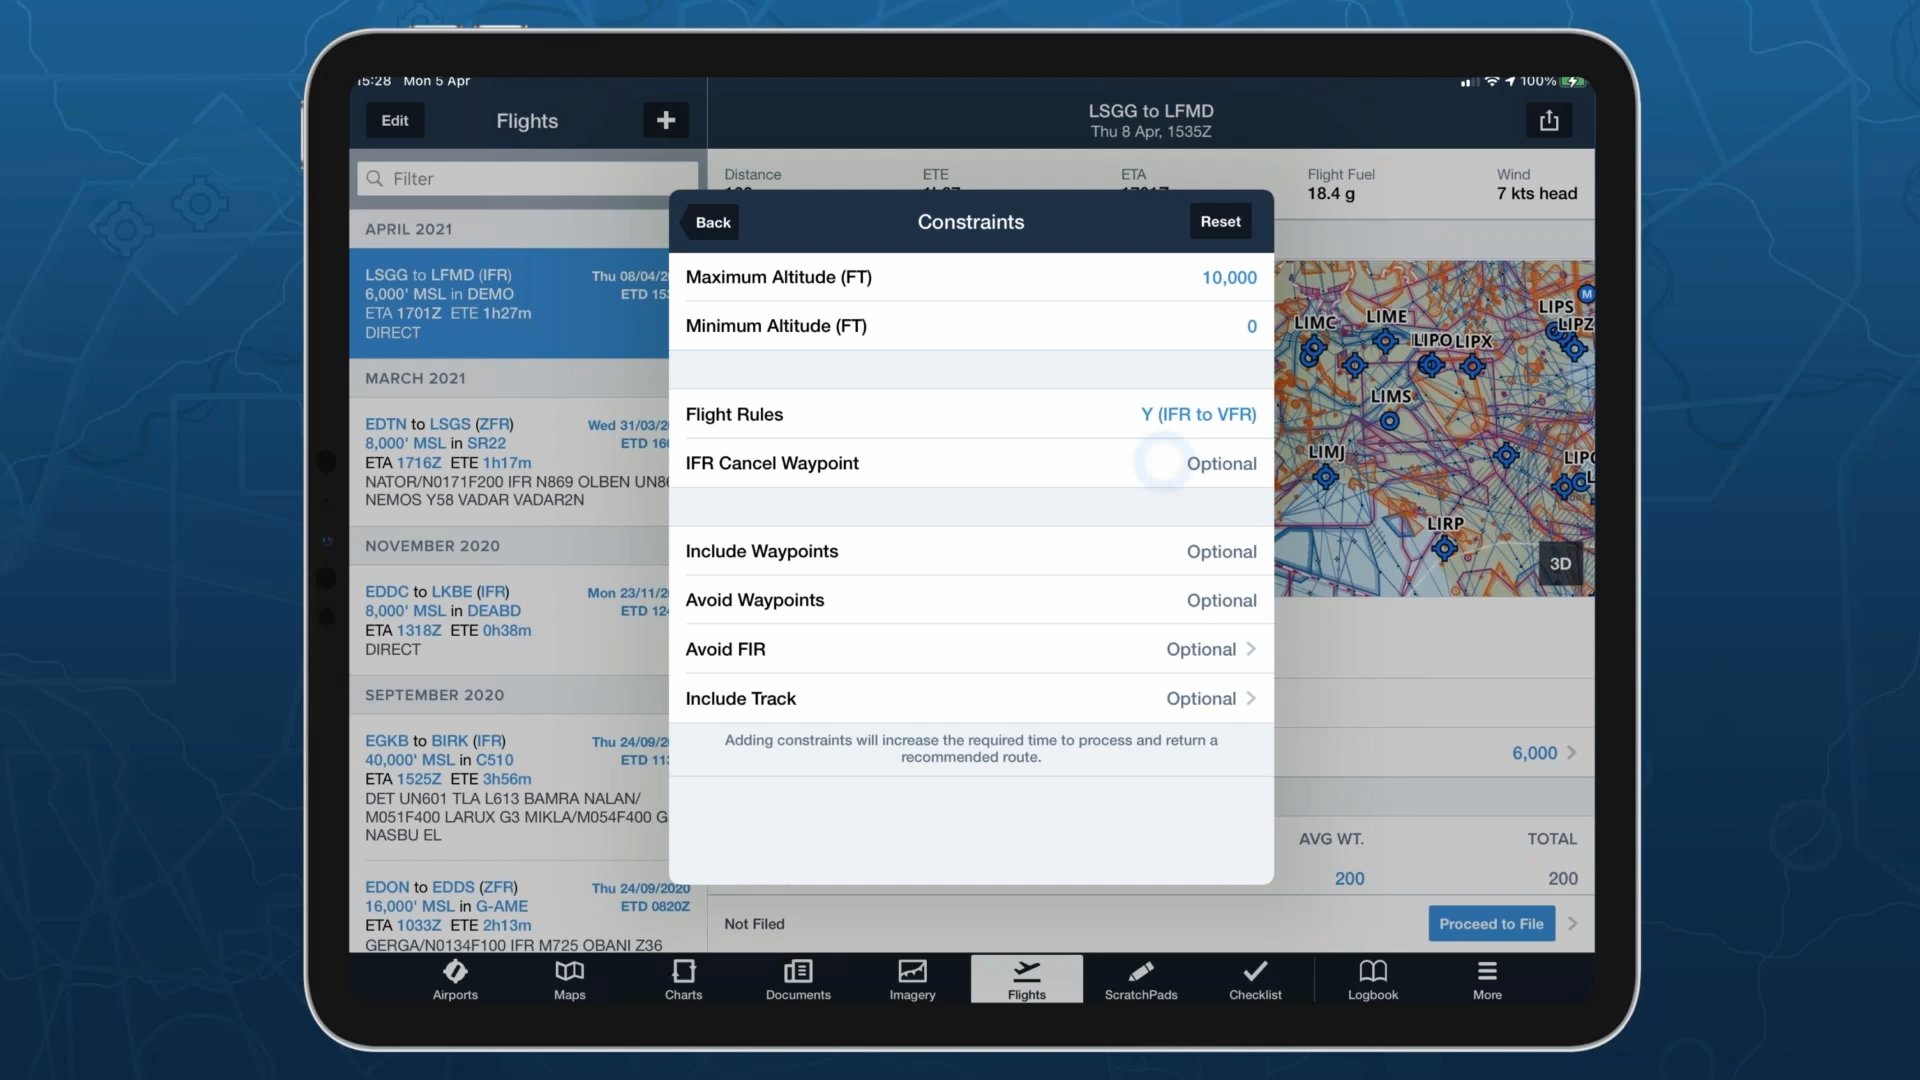 15:28 Mon 5 Apr
100%
Edit
Flights
LSGG to LFMD
Thu 8 Apr, 1535Z
Filter
Distance
ETE
ETA
Flight Fuel
18.4 g
Wind
7 kts head
APRIL 2021
LSGG to LFMD (IFR)
Thu 08/04/2
6,000' MSL in DEMO
ETD 153
ETA 1701Z ETE 1h27m
DIRECT
MARCH 2021
EDTN to LSGS (ZFR)
Wed 31/03/2
8,000' MSL in SR22
ETD 160
ETA 1716Z ETE 1h17m
NATOR/N0171F200 IFR N869 OLBEN UN86
NEMOS Y58 VADAR VADAR2N
NOVEMBER 2020
EDDC to LKBE (IFR)
Mon 23/11/2
8,000' MSL in DEABD
ETD 124
ETA 1318Z ETE 0h38m
DIRECT
SEPTEMBER 2020
EGKB to BIRK (IFR)
Thu 24/09/2
40,000' MSL in C510
ETD 113
ETA 1525Z ETE 3h56m
DET UN601 TLA L613 BAMRA NALAN/
M051F400 LARUX G3 MIKLA/M054F400 G
NASBU EL
EDON to EDDS (ZFR)
Thu 24/09/2020
16,000' MSL in G-AME
ETD 0820Z
ETA 1033Z ETE 2h13m
GERGA/N0134F100 IFR M725 OBANI Z36
Back
Constraints
Reset
Maximum Altitude (FT)
10,000
Minimum Altitude (FT)
0
Flight Rules
Y (IFR to VFR)
IFR Cancel Waypoint
Optional
Include Waypoints
Optional
Avoid Waypoints
Optional
Avoid FIR
Optional
Include Track
Optional
Adding constraints will increase the required time to process and return a
recommended route.
LIPS
M
LIMC
LIME
LIPZ
LIPO
LIPX
LIMS
LIMJ
LIRP
3D
6,000
AVG WT.
TOTAL
200
200
Not Filed
Proceed to File
Airports
Maps
Charts
Documents
Imagery
Flights
ScratchPads
Checklist
Logbook
More